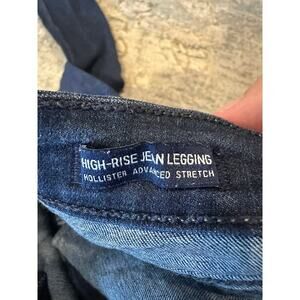 HIGH-RISE JEAN LEGGING
HOLLISTER ADVANCED STRETCH